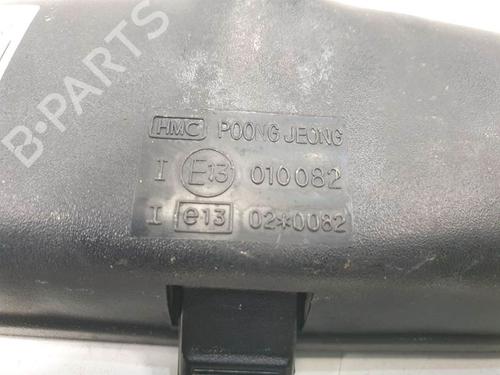 B-PARTS
HMC POONG JEONG
I E13 010082
I e13 02*0082